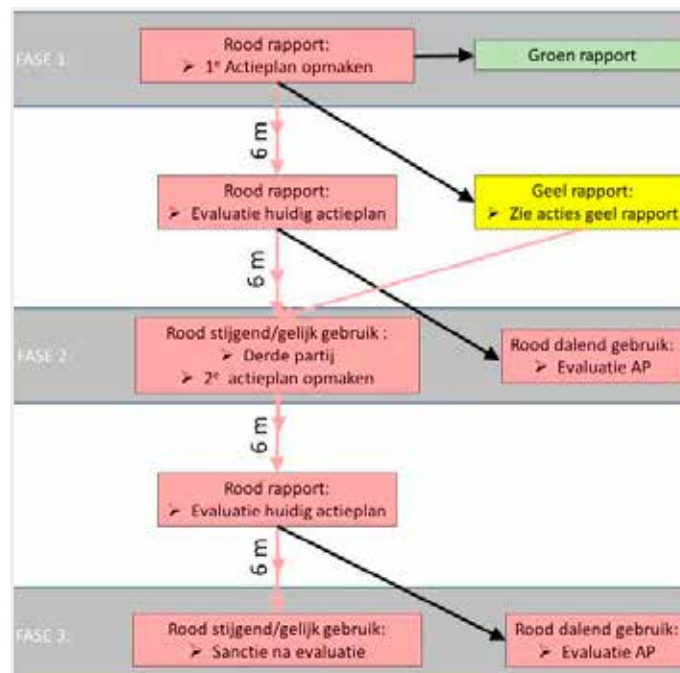 FASE 1:
Rood rapport:
➤ 1ᵉ Actieplan opmaken
Groen rapport
6 m
Rood rapport:
➤ Evaluatie huidig actieplan
Geel rapport:
➤ Zie acties geel rapport
6 m
FASE 2:
Rood stijgend/gelijk gebruik :
➤ Derde partij
➤ 2ᵉ actieplan opmaken
Rood dalend gebruik:
➤ Evaluatie AP
6 m
Rood rapport:
➤ Evaluatie huidig actieplan
6 m
FASE 3:
Rood stijgend/gelijk gebruik:
➤ Sanctie na evaluatie
Rood dalend gebruik:
➤ Evaluatie AP